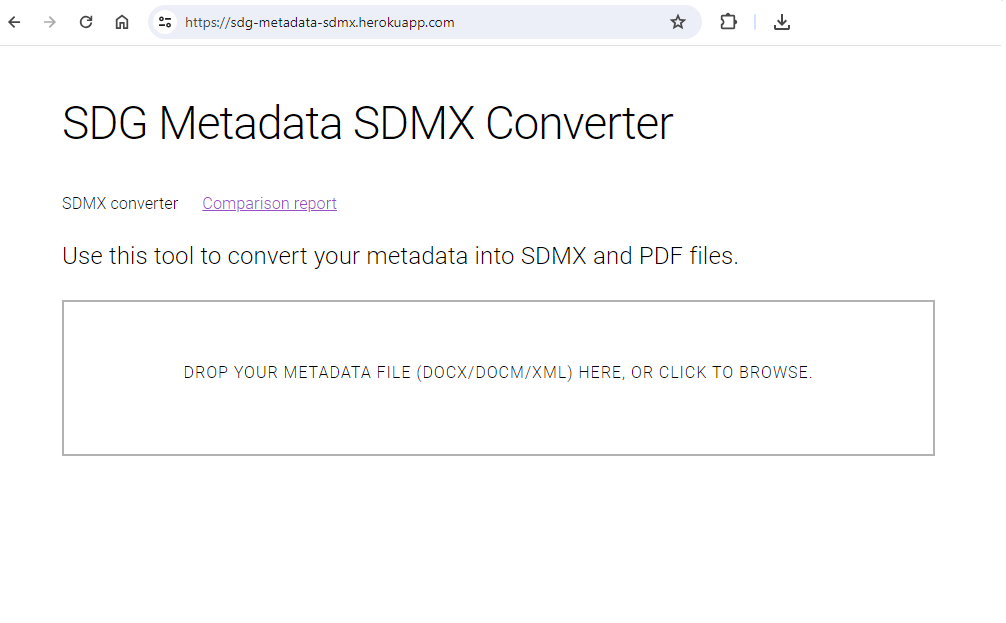 https://sdg-metadata-sdmx.herokuapp.com
SDG Metadata SDMX Converter
SDMX converter Comparison report
Use this tool to convert your metadata into SDMX and PDF files.
DROP YOUR METADATA FILE (DOCX/DOCM/XML) HERE, OR CLICK TO BROWSE.